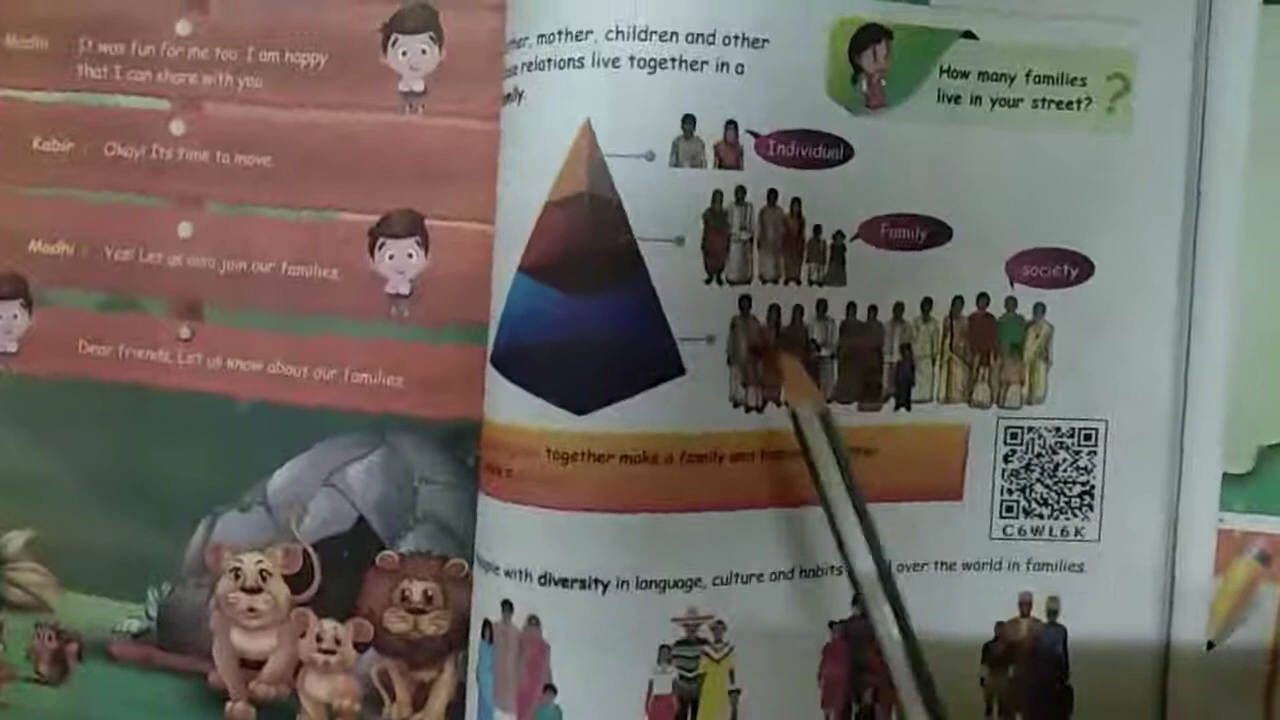 Madhi : It was fun for me too. I am happy
that I can share with you.
Kabir : Okay! Its time to move.
Madhi : Yes! Let us also join our families.
Dear friends, Let us know about our families.
mother, children and other
relations live together in a
How many families
live in your street?
Individual
Family
society
together make a family and
C6WL6K
with diversity in language, culture and habits
over the world in families.